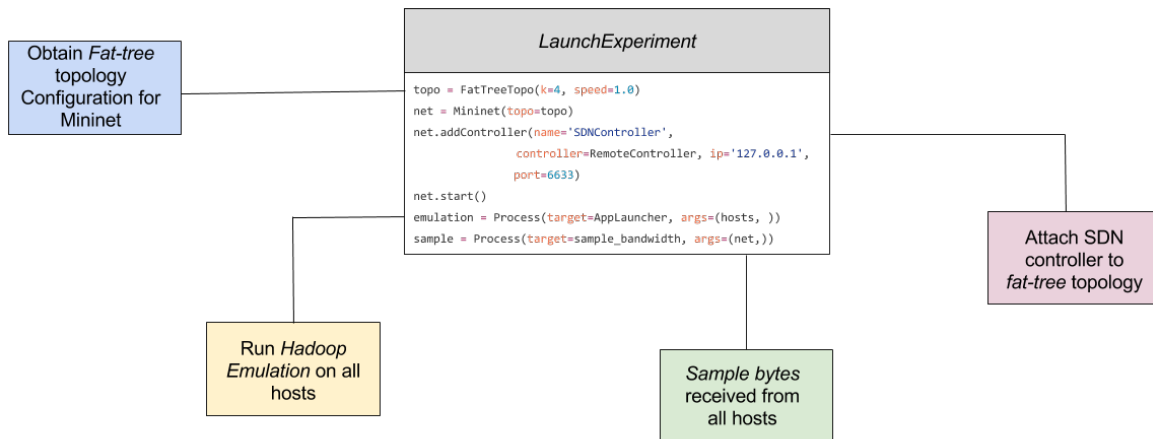 LaunchExperiment
topo = FatTreeTopo(k=4, speed=1.0)
net = Mininet(topo=topo)
net.addController(name='SDNController',
controller=RemoteController, ip='127.0.0.1',
port=6633)
net.start()
emulation = Process(target=AppLauncher, args=(hosts, ))
sample = Process(target=sample_bandwidth, args=(net,))
Obtain Fat-tree
topology
Configuration for
Mininet
Attach SDN
controller to
fat-tree topology
Run Hadoop
Emulation on all
hosts
Sample bytes
received from
all hosts